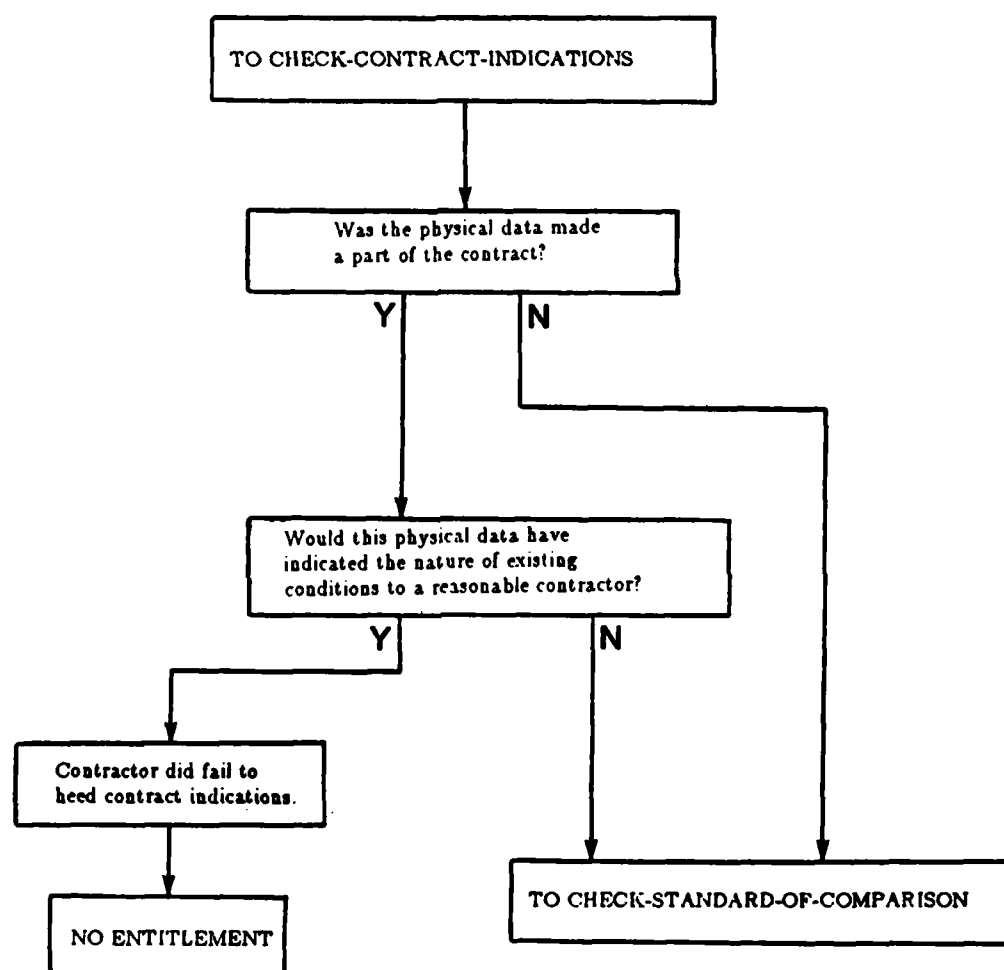 TO CHECK-CONTRACT-INDICATIONS
Was the physical data made
a part of the contract?
Y
N
Would this physical data have
indicated the nature of existing
conditions to a reasonable contractor?
Y
N
Contractor did fail to
heed contract indications.
TO CHECK-STANDARD-OF-COMPARISON
NO ENTITLEMENT